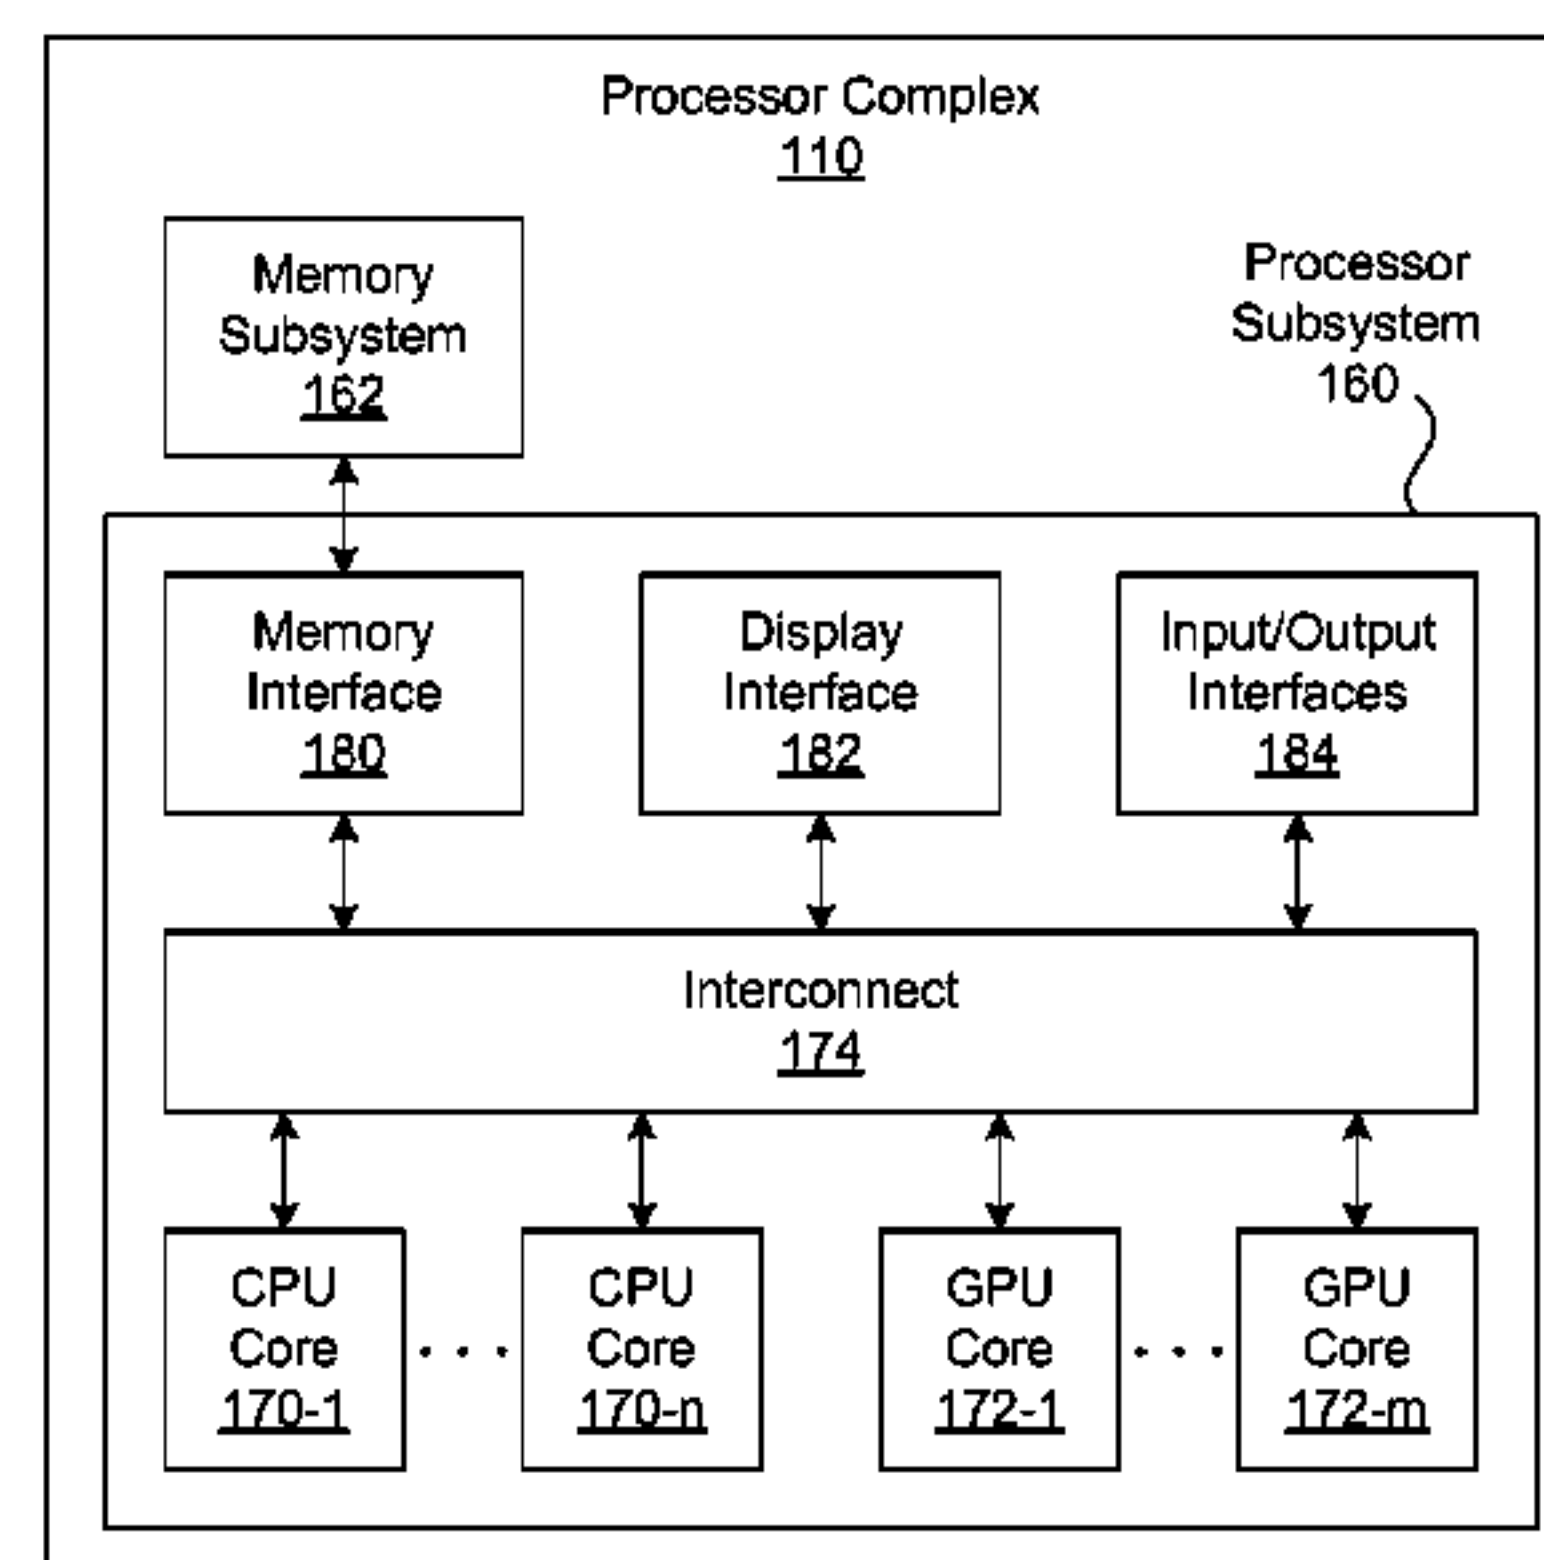 Processor Complex
110
Memory
Subsystem
162
Processor
Subsystem
160
Memory
Interface
180
Display
Interface
182
Input/Output
Interfaces
184
Interconnect
174
CPU
Core
170-1
. . .
CPU
Core
170-n
GPU
Core
172-1
. . .
GPU
Core
172-m